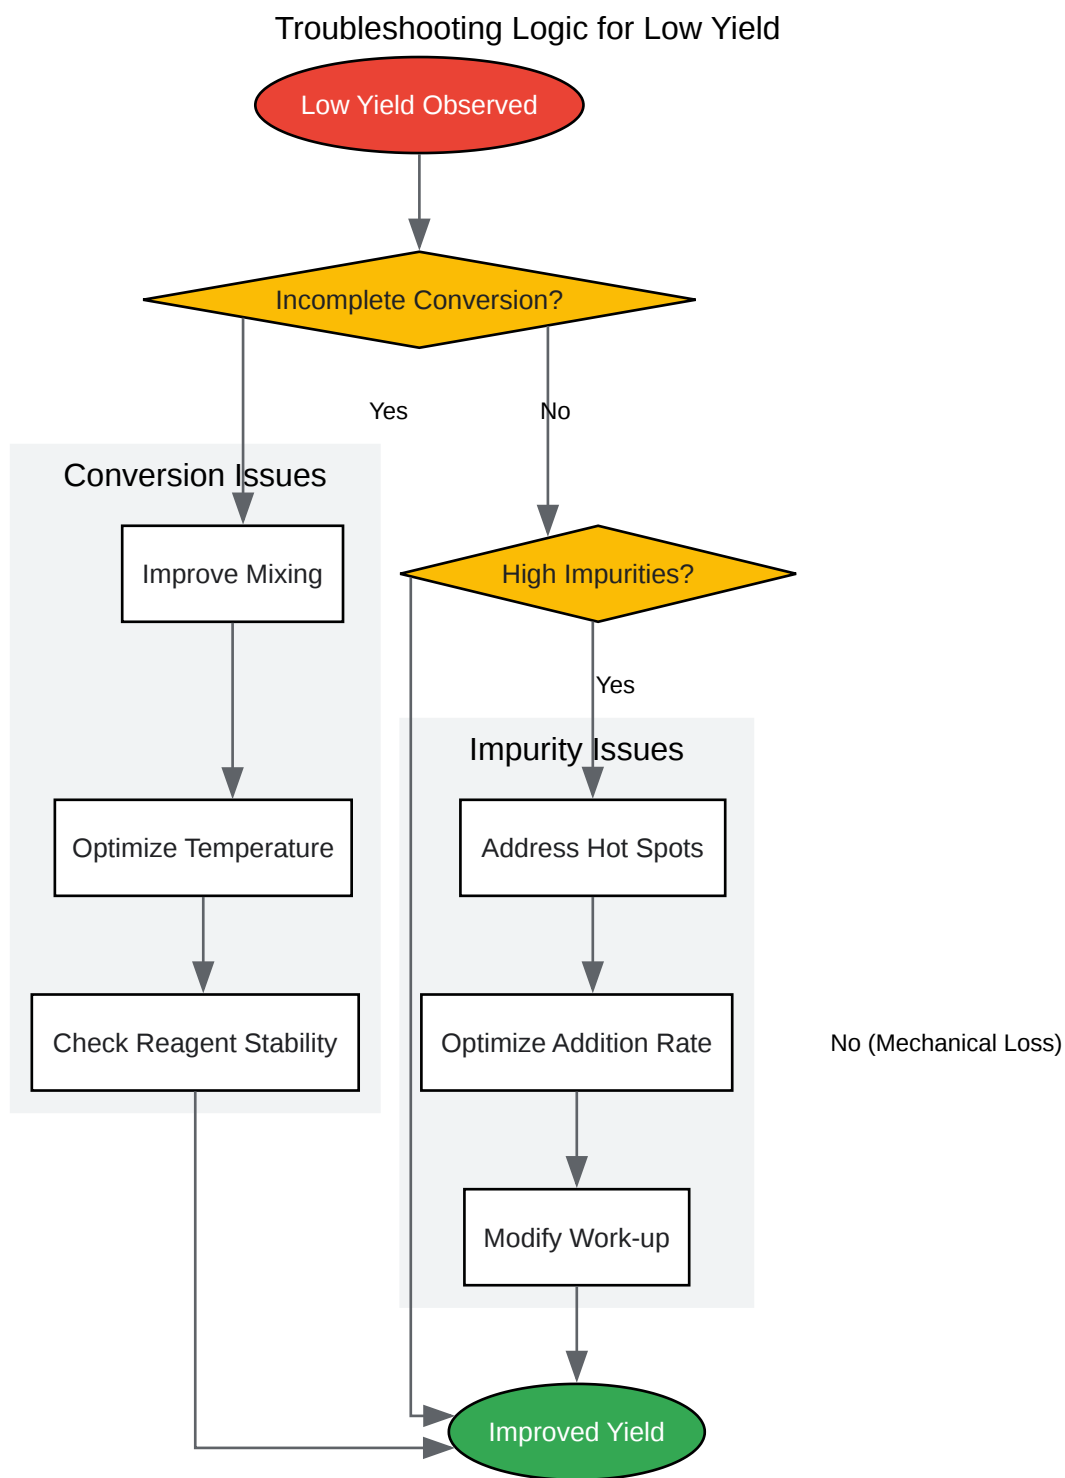 Troubleshooting Logic for Low Yield
Low Yield Observed
Incomplete Conversion?
Yes
No
Conversion Issues
Improve Mixing
High Impurities?
Yes
Impurity Issues
Optimize Temperature
Address Hot Spots
Check Reagent Stability
Optimize Addition Rate
No (Mechanical Loss)
Modify Work-up
Improved Yield